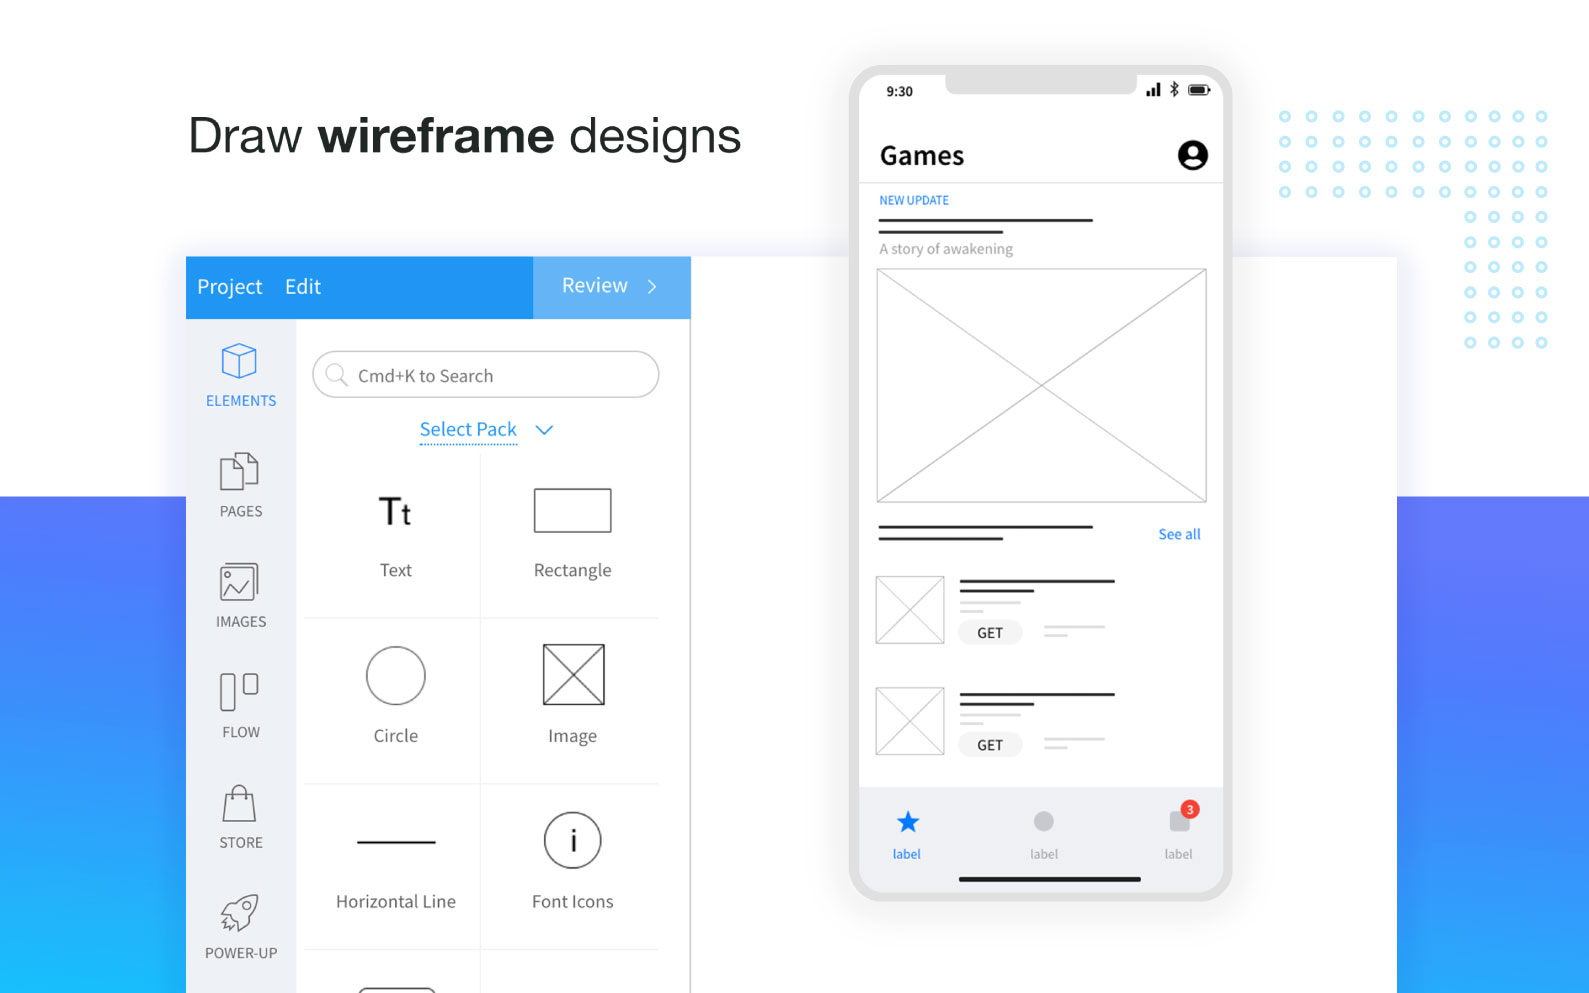 Draw wireframe designs
Project Edit Review
ELEMENTS
PAGES
IMAGES
FLOW
STORE
POWER-UP
Cmd+K to Search
Select Pack
Tt
Text
Rectangle
Circle
Image
Horizontal Line
i
Font Icons
9:30
Games
NEW UPDATE
A story of awakening
See all
GET
GET
3
label label label